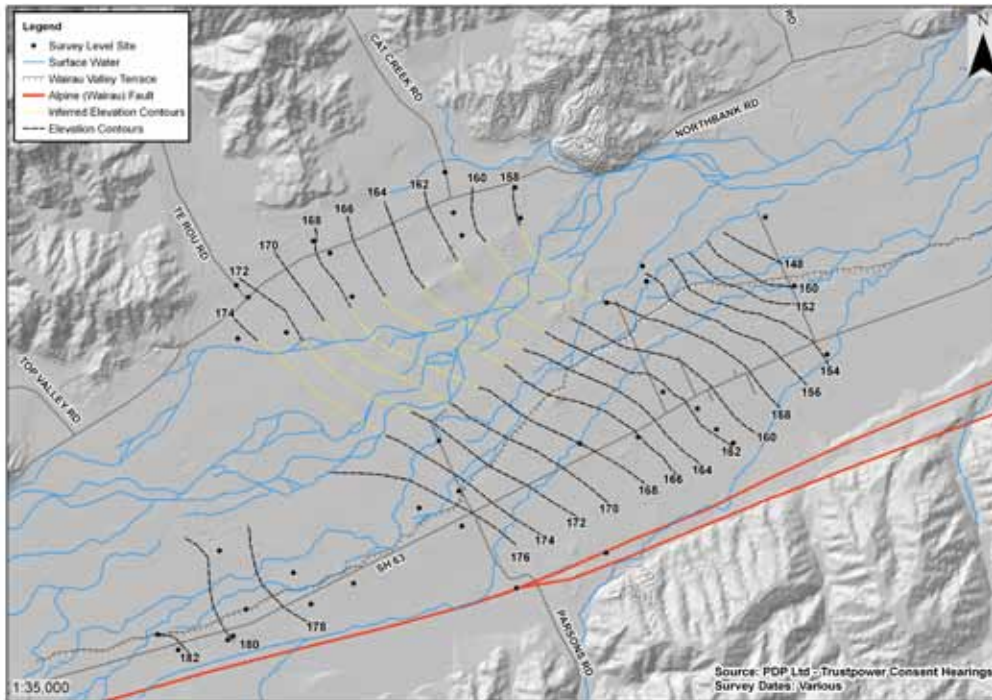 Legend
Survey Level Site
Surface Water
Wairau Valley Terrace
Alpine (Wairau) Fault
Inferred Elevation Contours
Elevation Contours
N
RD
CAT CREEK RD
NORTHBANK RD
TE ROU RD
TOP VALLEY RD
158
160
162
164
166
168
170
172
174
148
150
152
154
156
158
160
162
164
166
168
170
172
174
176
178
180
182
SH 63
PARSONS RD
1:35,000
Source: PDP Ltd - Trustpower Consent Hearings
Survey Dates: Various